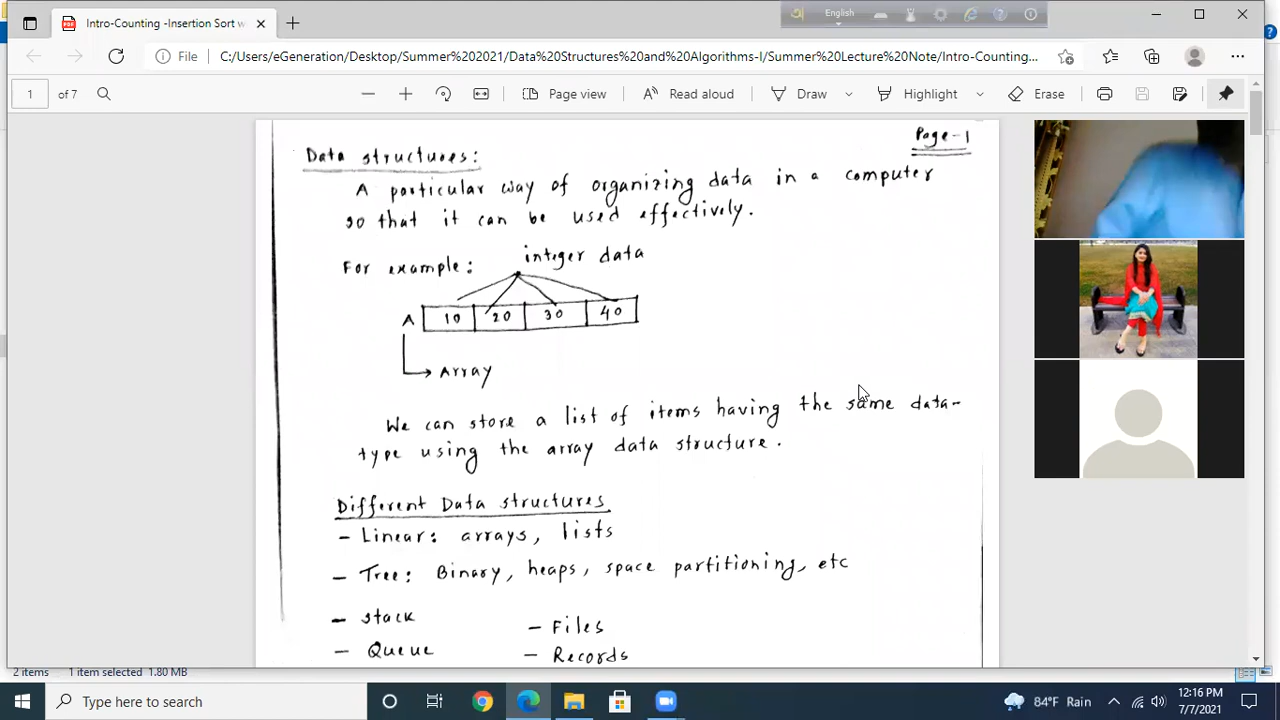 Intro-Counting -Insertion Sort w
English
File
C:/Users/eGeneration/Desktop/Summer%202021/Data%20Structures%20and%20Algorithms-I/Summer%20Lecture%20Note/Intro-Counting...
1 of 7
Page view
Read aloud
Draw
Highlight
Erase
Page-1
Data structures:
A particular way of organizing data in a computer
so that it can be used effectively.
For example: integer data
A 10 20 30 40
Array
We can store a list of items having the same data-
type using the array data structure.
Different Data structures
- Linear: arrays, lists
- Tree: Binary, heaps, space partitioning, etc
- Stack
- Files
- Queue
- Records
2 items 1 item selected 1.80 MB
Type here to search
84°F Rain
12:16 PM
7/7/2021